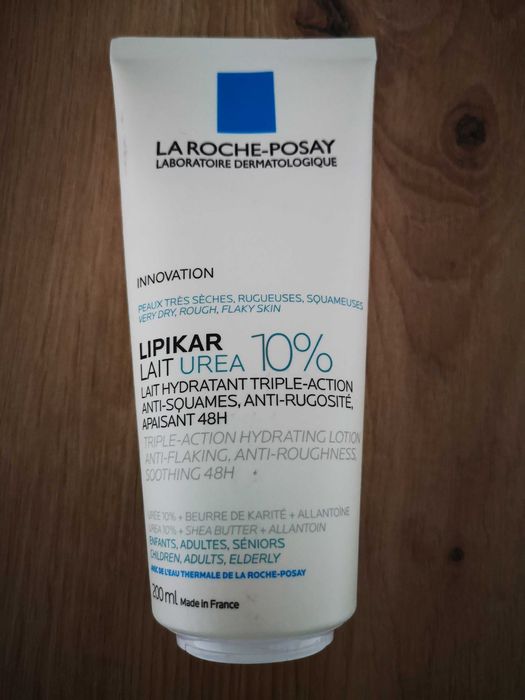 LA ROCHE-POSAY
LABORATOIRE DERMATOLOGIQUE
INNOVATION
PEAUX TRÈS SÈCHES, RUGUEUSES, SQUAMEUSES
VERY DRY, ROUGH, FLAKY SKIN
LIPIKAR
LAIT UREA 10%
LAIT HYDRATANT TRIPLE-ACTION
ANTI-SQUAMES, ANTI-RUGOSITÉ,
APAISANT 48H
TRIPLE-ACTION HYDRATING LOTION
ANTI-FLAKING, ANTI-ROUGHNESS,
SOOTHING 48H
URÉE 10% + BEURRE DE KARITÉ + ALLANTOÏNE
UREA 10% + SHEA BUTTER + ALLANTOIN
ENFANTS, ADULTES, SÉNIORS
CHILDREN, ADULTS, ELDERLY
AVEC DE L'EAU THERMALE DE LA ROCHE-POSAY
200 ml Made in France